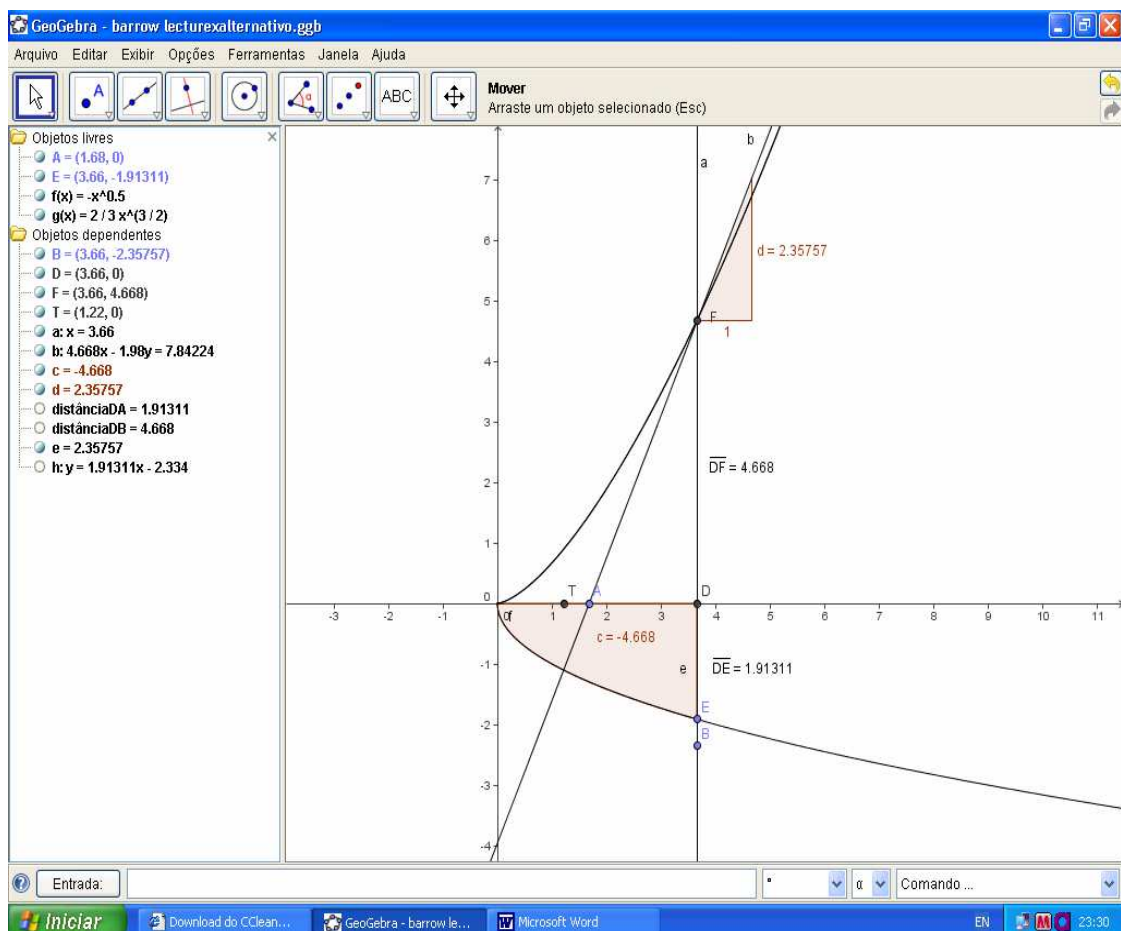 GeoGebra - barrow lecturexalternativo.ggb
Arquivo Editar Exibir Opções Ferramentas Janela Ajuda
A
α
ABC
Mover
Arraste um objeto selecionado (Esc)
Objetos livres
A = (1.68, 0)
E = (3.66, -1.91311)
f(x) = -x^0.5
g(x) = 2 / 3 x^(3 / 2)
Objetos dependentes
B = (3.66, -2.35757)
D = (3.66, 0)
F = (3.66, 4.668)
T = (1.22, 0)
a: x = 3.66
b: 4.668x - 1.98y = 7.84224
c = -4.668
d = 2.35757
distânciaDA = 1.91311
distânciaDB = 4.668
e = 2.35757
h: y = 1.91311x - 2.334
b
a
7
6
d = 2.35757
5
F
1
4
3
DF = 4.668
2
1
T A D
0
-3 -2 -1 0 f 1 2 3 4 5 6 7 8 9 10 11
c = -4.668
-1
e
DE = 1.91311
E
-2
B
-3
-4
Entrada:
° α Comando ...
Iniciar
Download do CClean...
GeoGebra - barrow le...
Microsoft Word
EN
23:30